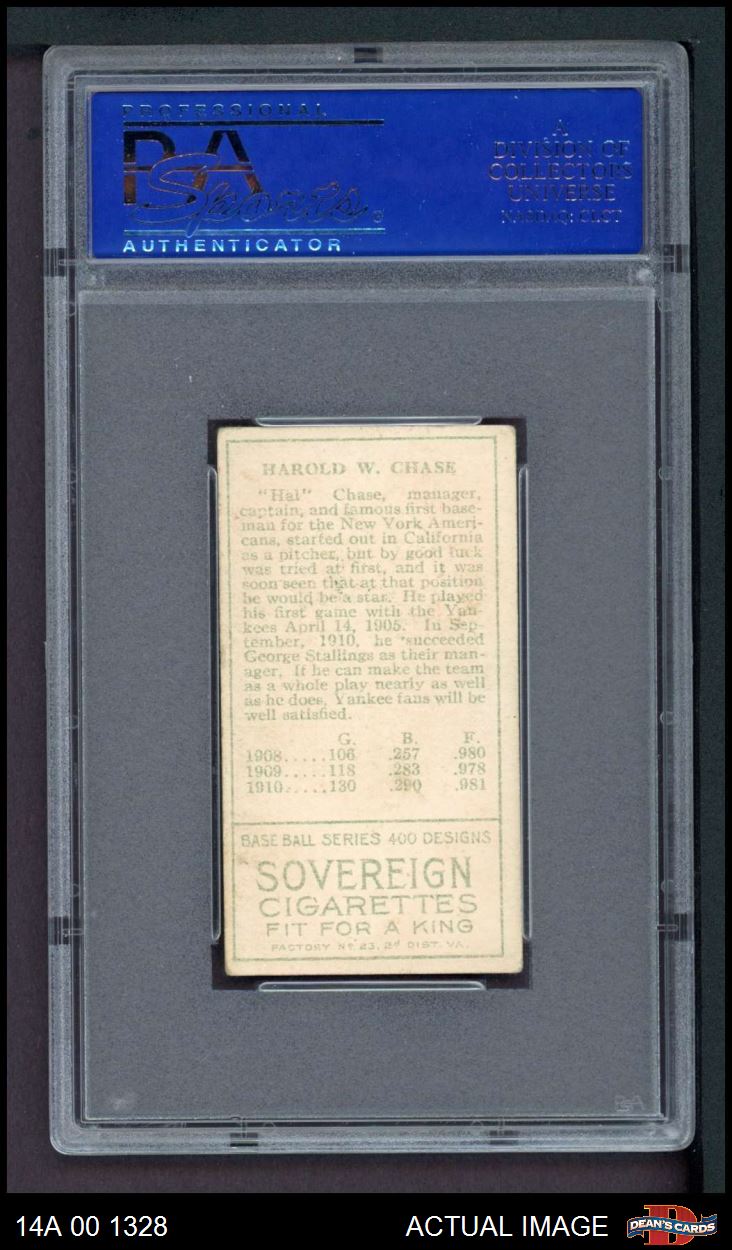 PROFESSIONAL
PSA
Sports
AUTHENTICATOR
A
DIVISION OF
COLLECTORS
UNIVERSE
NASDAQ: CLCT
HAROLD W. CHASE
"Hal" Chase, manager,
captain, and famous first base-
man for the New York Ameri-
cans, started out in California
as a pitcher, but by good luck
was tried at first, and it was
soon seen that at that position
he would be a star. He played
his first game with the Yan-
kees April 14, 1905. In Sep-
tember, 1910, he succeeded
George Stallings as their man-
ager. If he can make the team
as a whole play nearly as well
as he does, Yankee fans will be
well satisfied.
G. B. F.
1908.....106 .257 .980
1909.....118 .283 .978
1910.....130 .290 .981
BASE BALL SERIES 400 DESIGNS
SOVEREIGN
CIGARETTES
FIT FOR A KING
FACTORY No. 23, 2d DIST. VA.
PSA
14A 00 1328
ACTUAL IMAGE
D
DEAN'S CARDS